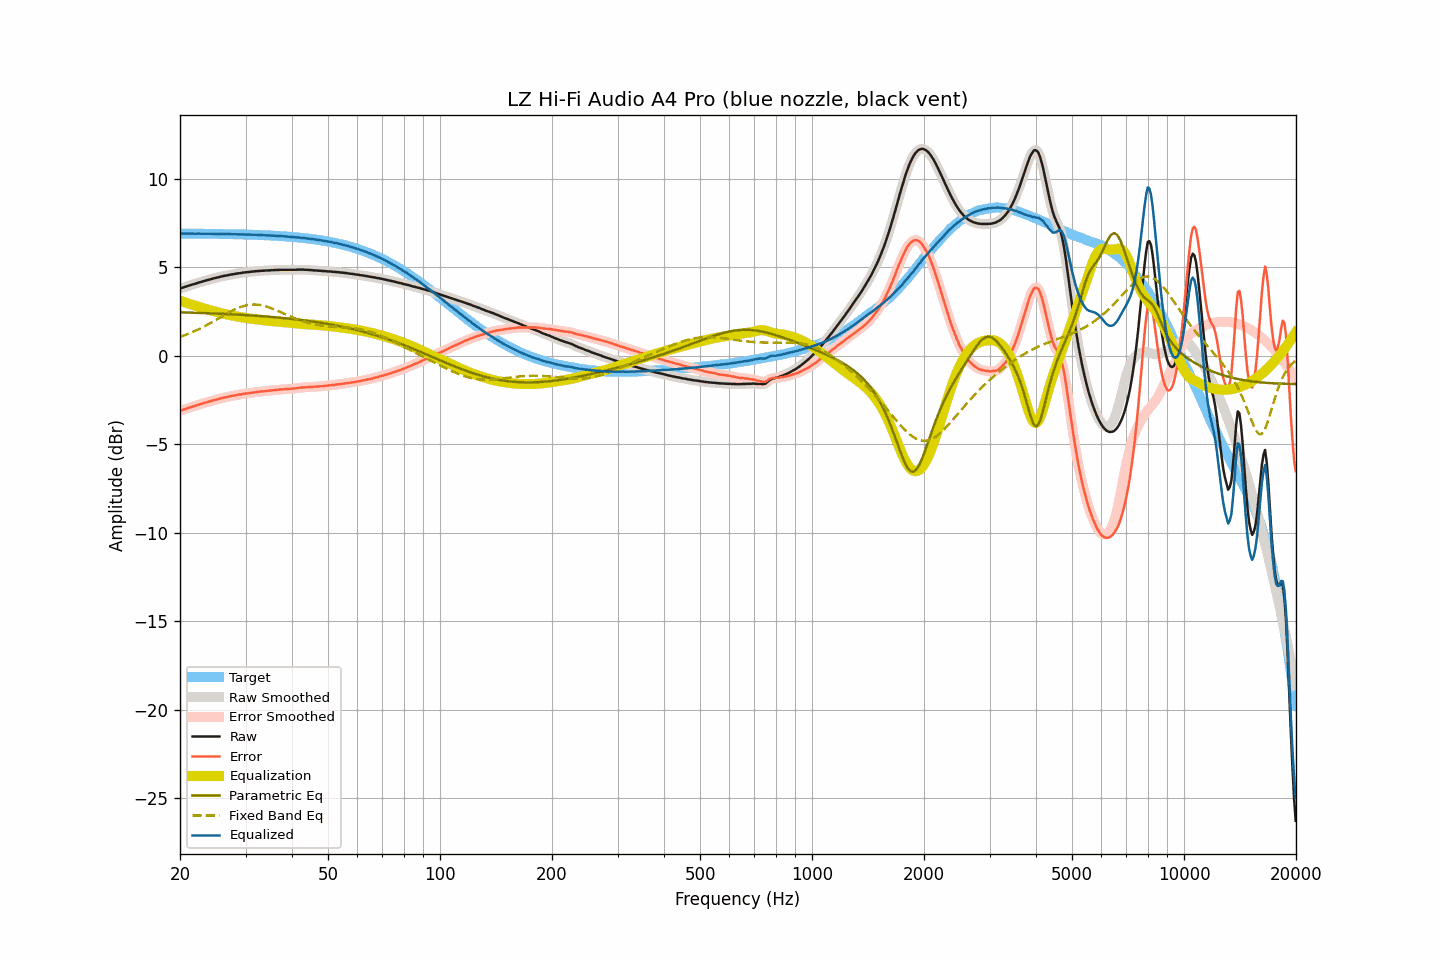 LZ Hi-Fi Audio A4 Pro (blue nozzle, black vent)
Amplitude (dBr)
10
5
0
−5
−10
−15
−20
−25
Target
Raw Smoothed
Error Smoothed
Raw
Error
Equalization
Parametric Eq
Fixed Band Eq
Equalized
20 50 100 200 500 1000 2000 5000 10000 20000
Frequency (Hz)